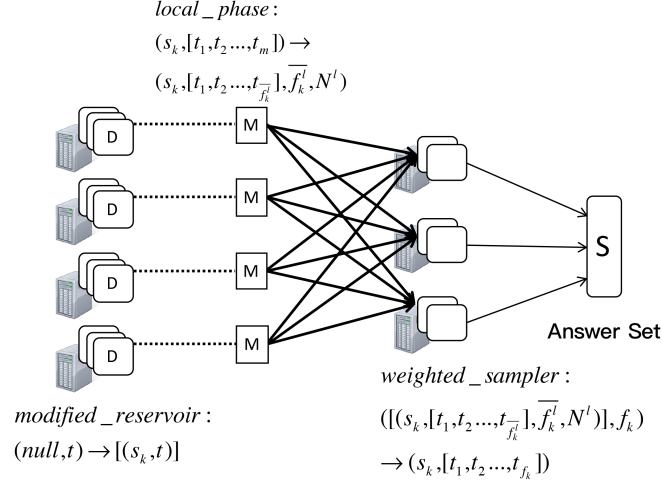 local_phase:
(s_k,[t_1,t_2...,t_m])→
(s_k,[t_1,t_2...,t_{\overline{f_k^l}}],\overline{f_k^l},N^l)
D M
D M
D M
D M
S
Answer Set
modified_reservoir:
(null,t)→[(s_k,t)]
weighted_sampler:
([(s_k,[t_1,t_2...,t_{\overline{f_k^l}}],\overline{f_k^l},N^l)],f_k)
→(s_k,[t_1,t_2...,t_{f_k}])